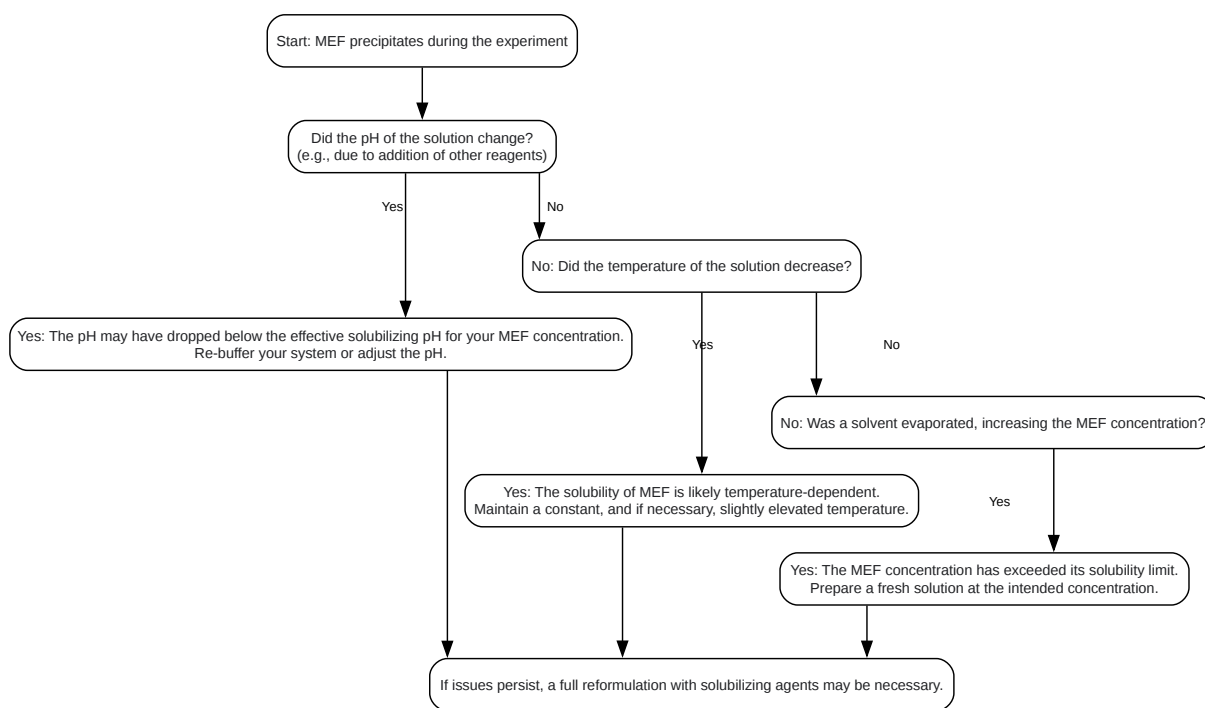 Start: MEF precipitates during the experiment
Did the pH of the solution change?
(e.g., due to addition of other reagents)
Yes
No
No: Did the temperature of the solution decrease?
Yes: The pH may have dropped below the effective solubilizing pH for your MEF concentration.
Re-buffer your system or adjust the pH.
Yes
No
No: Was a solvent evaporated, increasing the MEF concentration?
Yes: The solubility of MEF is likely temperature-dependent.
Maintain a constant, and if necessary, slightly elevated temperature.
Yes
Yes: The MEF concentration has exceeded its solubility limit.
Prepare a fresh solution at the intended concentration.
If issues persist, a full reformulation with solubilizing agents may be necessary.